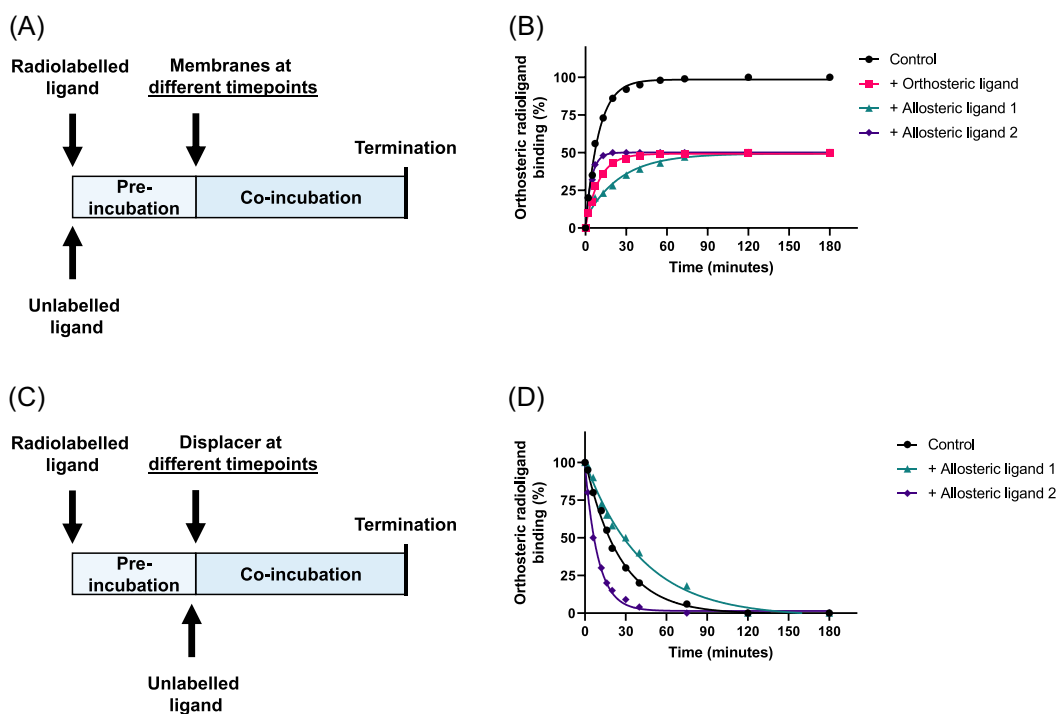 (A)
Radiolabelled
ligand
Membranes at
different timepoints
Termination
Pre-
incubation
Co-incubation
Unlabelled
ligand
(B)
Orthosteric radioligand
binding (%)
100
75
50
25
0
0 30 60 90 120 150 180
Time (minutes)
Control
+ Orthosteric ligand
+ Allosteric ligand 1
+ Allosteric ligand 2
(C)
Radiolabelled
ligand
Displacer at
different timepoints
Termination
Pre-
incubation
Co-incubation
Unlabelled
ligand
(D)
Orthosteric radioligand
binding (%)
100
75
50
25
0
0 30 60 90 120 150 180
Time (minutes)
Control
+ Allosteric ligand 1
+ Allosteric ligand 2